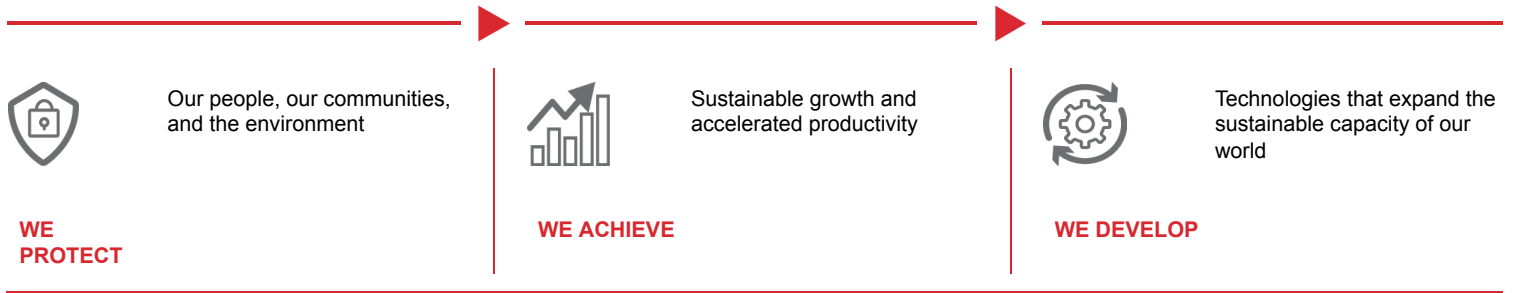 Our people, our communities,
and the environment
WE
PROTECT
Sustainable growth and
accelerated productivity
WE ACHIEVE
Technologies that expand the
sustainable capacity of our
world
WE DEVELOP